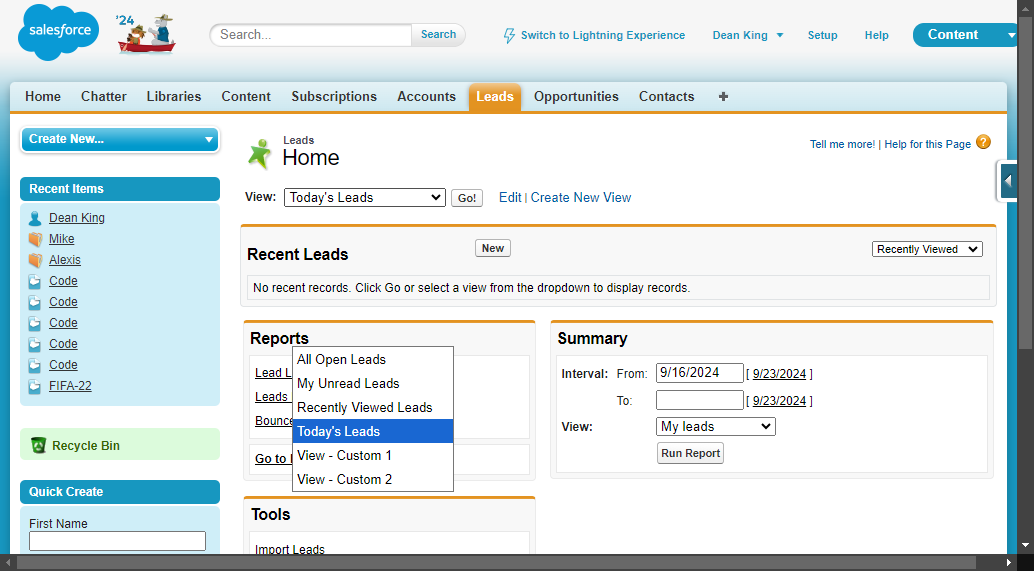 salesforce
'24
Search...
Search
Switch to Lightning Experience
Dean King
Setup
Help
Content
Home
Chatter
Libraries
Content
Subscriptions
Accounts
Leads
Opportunities
Contacts
+
Create New...
Recent Items
Dean King
Mike
Alexis
Code
Code
Code
Code
Code
FIFA-22
Recycle Bin
Quick Create
First Name
Leads
Home
Tell me more! | Help for this Page ?
View: Today's Leads Go! Edit | Create New View
Recent Leads New Recently Viewed
No recent records. Click Go or select a view from the dropdown to display records.
Reports
Lead L
Leads
Bounce
Go to
All Open Leads
My Unread Leads
Recently Viewed Leads
Today's Leads
View - Custom 1
View - Custom 2
Tools
Import Leads
Summary
Interval: From: 9/16/2024 [ 9/23/2024 ]
To: [ 9/23/2024 ]
View: My leads
Run Report